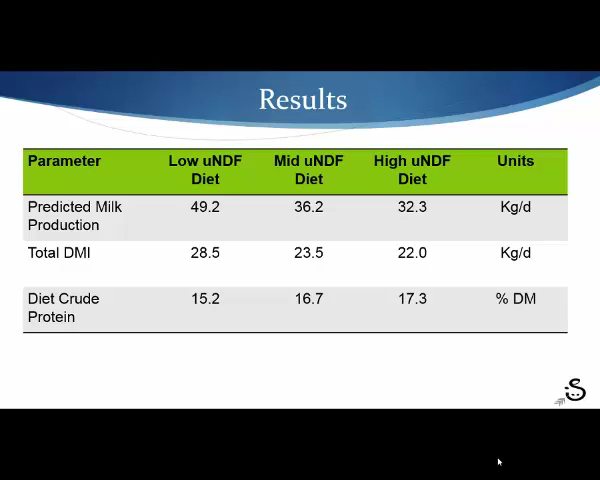 Results
Parameter Low uNDF Diet Mid uNDF Diet High uNDF Diet Units
Predicted Milk Production 49.2 36.2 32.3 Kg/d
Total DMI 28.5 23.5 22.0 Kg/d
Diet Crude Protein 15.2 16.7 17.3 % DM